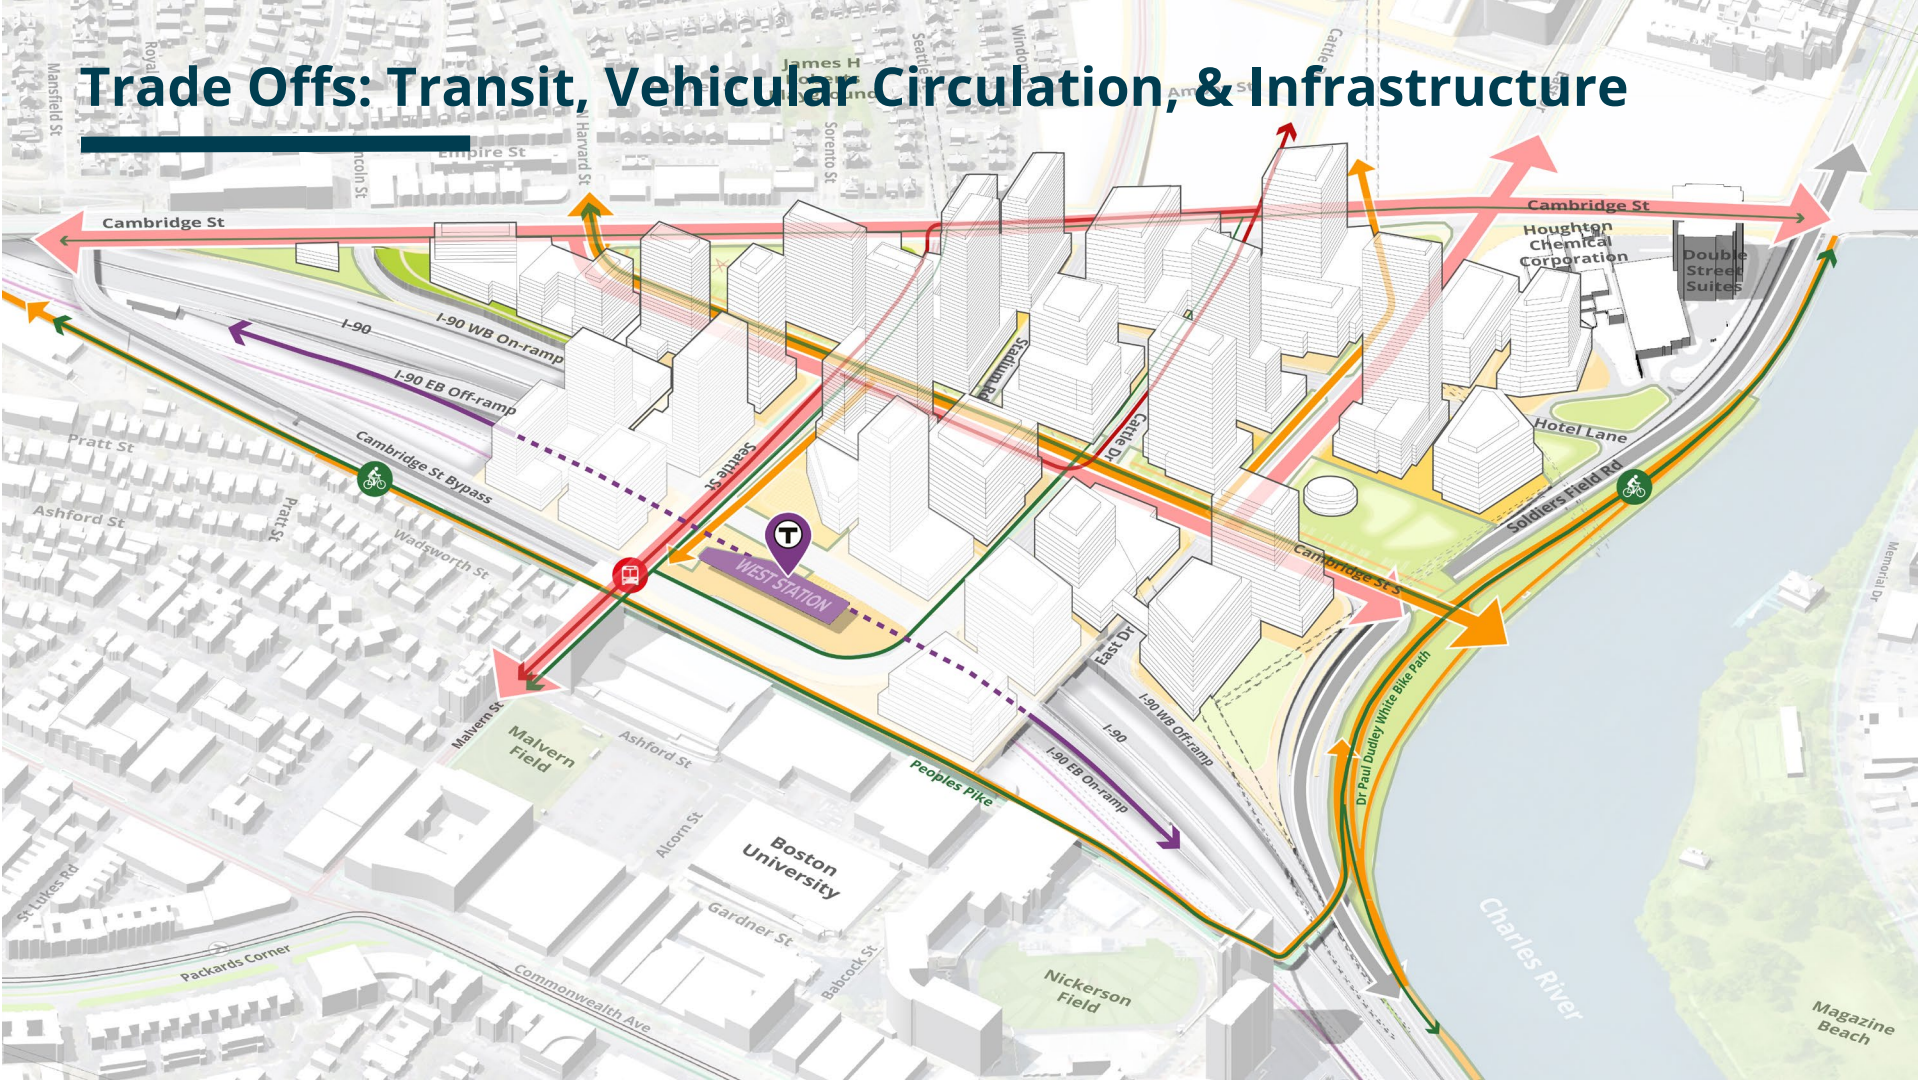 Trade Offs: Transit, Vehicular Circulation, & Infrastructure
Mansfield St
N Harvard St
Sorento St
James H
Empire St
Cambridge St
Cambridge St
Houghton
Chemical
Corporation
Double
Street
Suites
I-90
I-90 WB On-ramp
I-90 EB Off-ramp
Stadium Rd
Cattle Dr
Seattle St
Hotel Lane
Soldiers Field Rd
Cambridge St Bypass
Pratt St
Ashford St
Pratt St
Wadsworth St
T
WEST STATION
Cambridge St S
Memorial Dr
East Dr
Malvern St
Malvern
Field
Ashford St
Peoples Pike
I-90 EB On-ramp
I-90
I-90 WB Off-ramp
Dr Paul Dudley White Bike Path
Alcorn St
Boston
University
St Lukes Rd
Gardner St
Babcock St
Packards Corner
Commonwealth Ave
Nickerson
Field
Charles River
Magazine
Beach